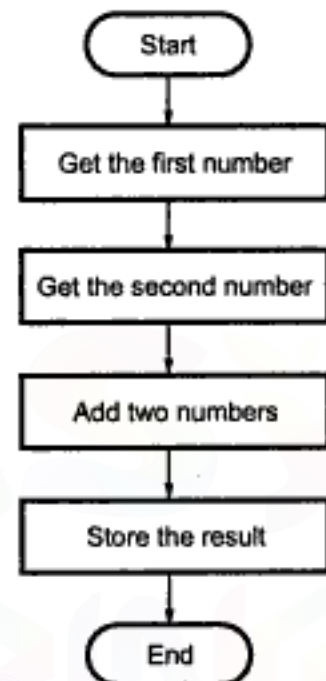 Start
Get the first number
Get the second number
Add two numbers
Store the result
End